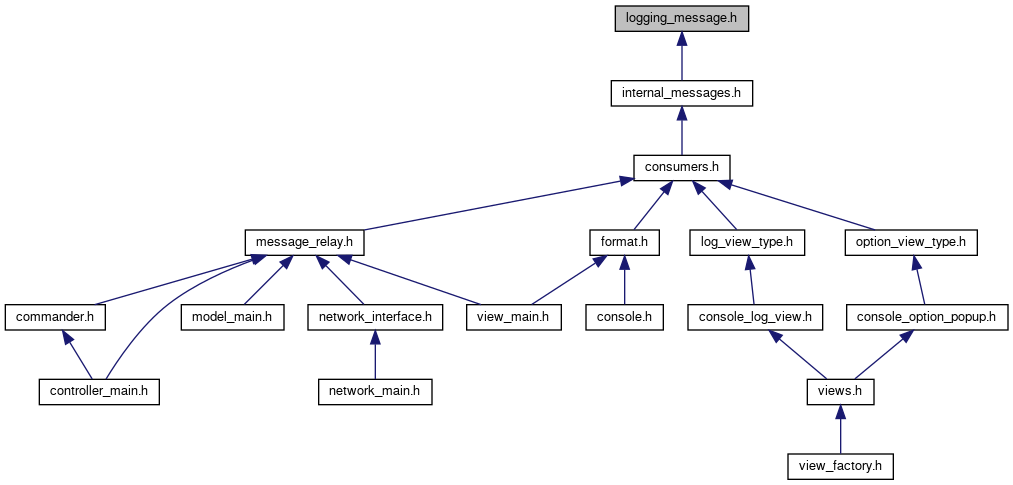 logging_message.h
internal_messages.h
consumers.h
message_relay.h
format.h
log_view_type.h
option_view_type.h
commander.h
model_main.h
network_interface.h
view_main.h
console.h
console_log_view.h
console_option_popup.h
controller_main.h
network_main.h
views.h
view_factory.h